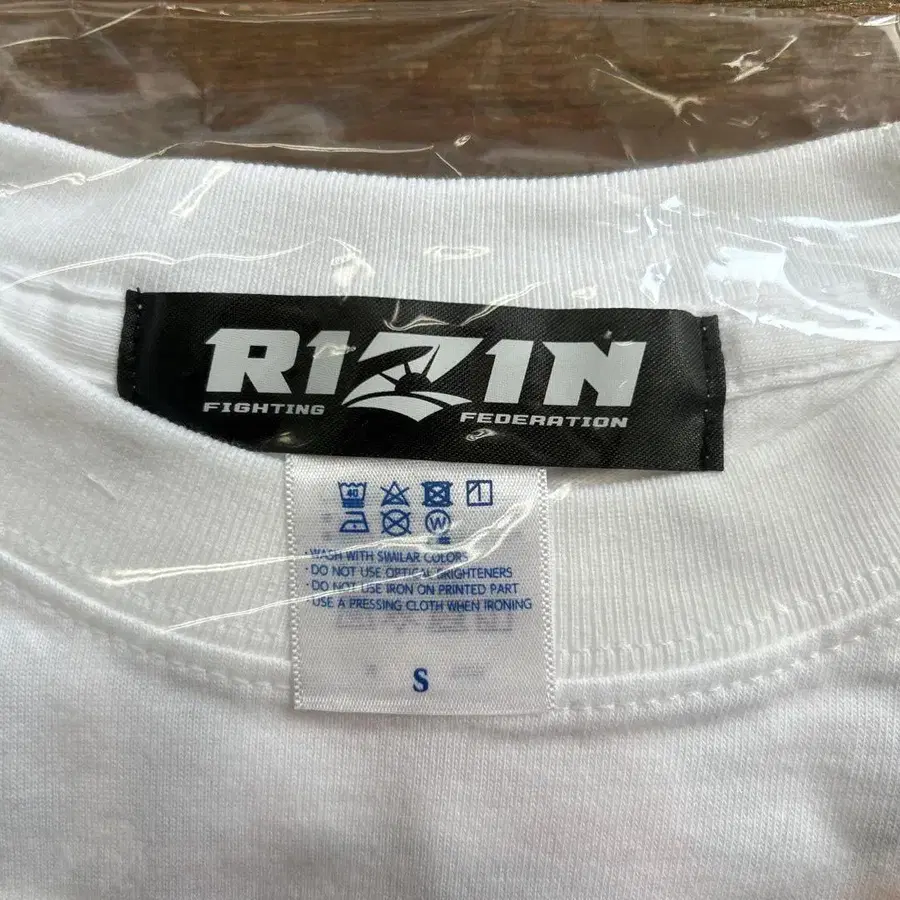 RIZIN
FIGHTING FEDERATION
40
W
·WASH WITH SIMILAR COLORS
·DO NOT USE OPTICAL BRIGHTENERS
·DO NOT USE IRON ON PRINTED PART
·USE A PRESSING CLOTH WHEN IRONING
S